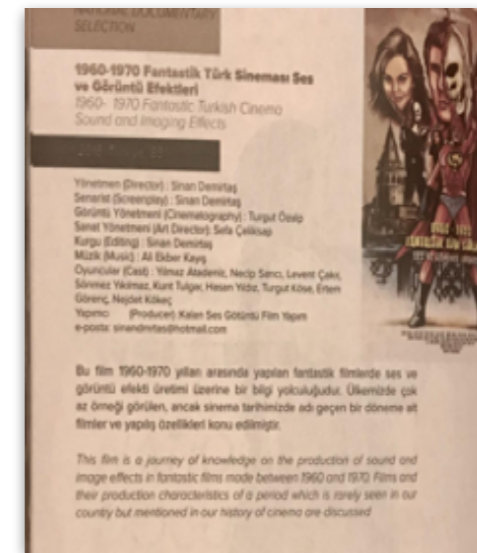 NATIONAL DOCUMENTARY
SELECTION
1960-1970 Fantastik Türk Sineması Ses
ve Görüntü Efektleri
1960- 1970 Fantastic Turkish Cinema
Sound and Imaging Effects
Yönetmen (Director) : Sinan Demirtaş
Senarist (Screenplay) : Sinan Demirtaş
Görüntü Yönetmeni (Cinematography) : Turgut Özalp
Sanat Yönetmeni (Art Director): Sefa Çeliksap
Kurgu (Editing) : Sinan Demirtaş
Müzik (Music) : Ali Ekber Kayış
Oyuncular (Cast) : Yılmaz Atadeniz, Necip Sarıcı, Levent Çakır,
Sönmez Yıkılmaz, Kunt Tulgar, Hasan Yıldız, Turgut Köse, Ertem
Göreç, Nejdet Kökeç
Yapımcı (Producer): Kalen Ses Görüntü Film Yapım
e-posta:
Bu film 1960-1970 yılları arasında yapılan fantastik filmlerde ses ve
görüntü efekti üretimi üzerine bir bilgi yolculuğudur. Ülkemizde çok
az örneği görülen, ancak sinema tarihimizde adı geçen bir döneme ait
filmler ve yapılış özellikleri konu edilmiştir.
This film is a journey of knowledge on the production of sound and
image effects in fantastic films made between 1960 and 1970. Films and
their production characteristics of a period which is rarely seen in our
country but mentioned in our history of cinema are discussed